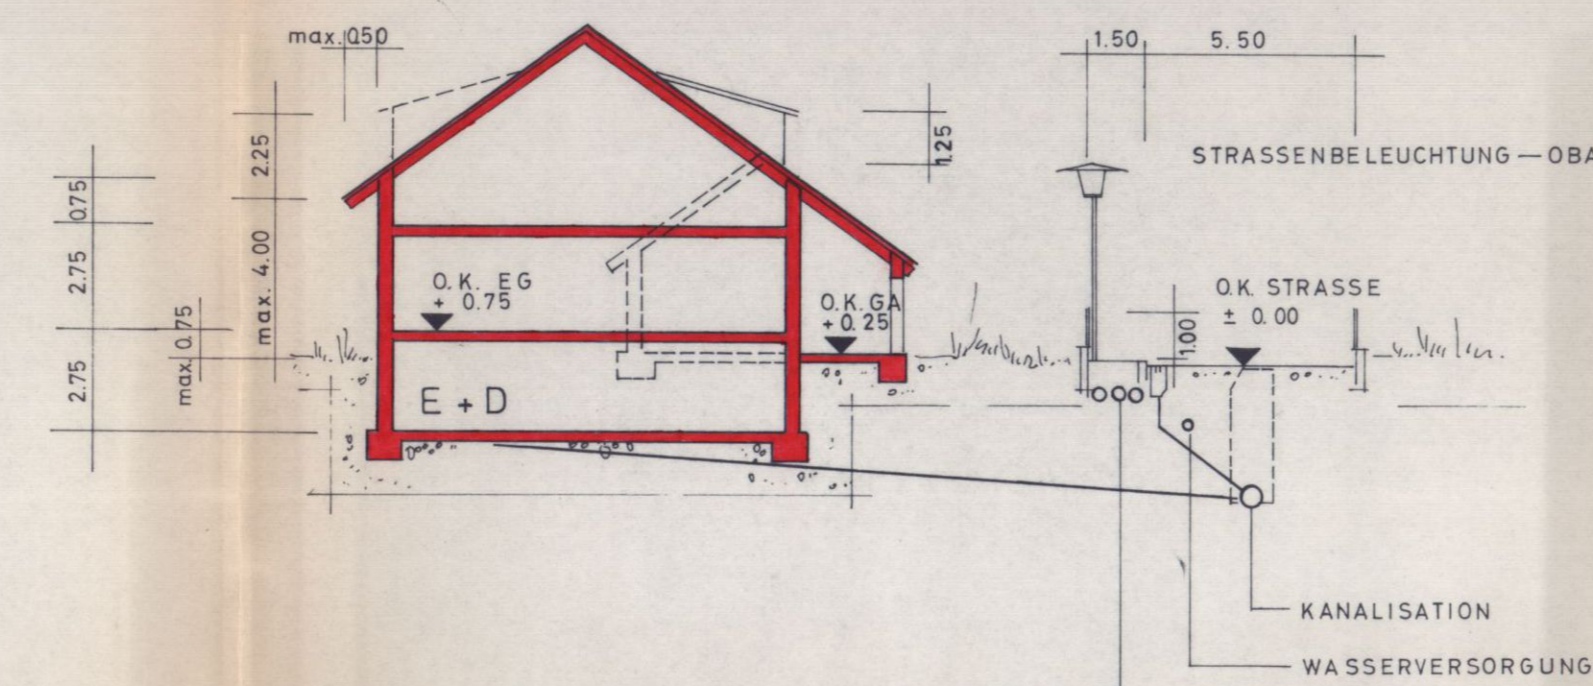 max. 0.50
1.50
5.50
2.25
1.25
STRASSENBELEUCHTUNG — OBA
0.75
2.75
max. 4.00
O.K. EG
+ 0.75
O.K. GA
+ 0.25
O.K. STRASSE
± 0.00
max. 0.75
1.00
2.75
E + D
KANALISATION
WASSERVERSORGUNG